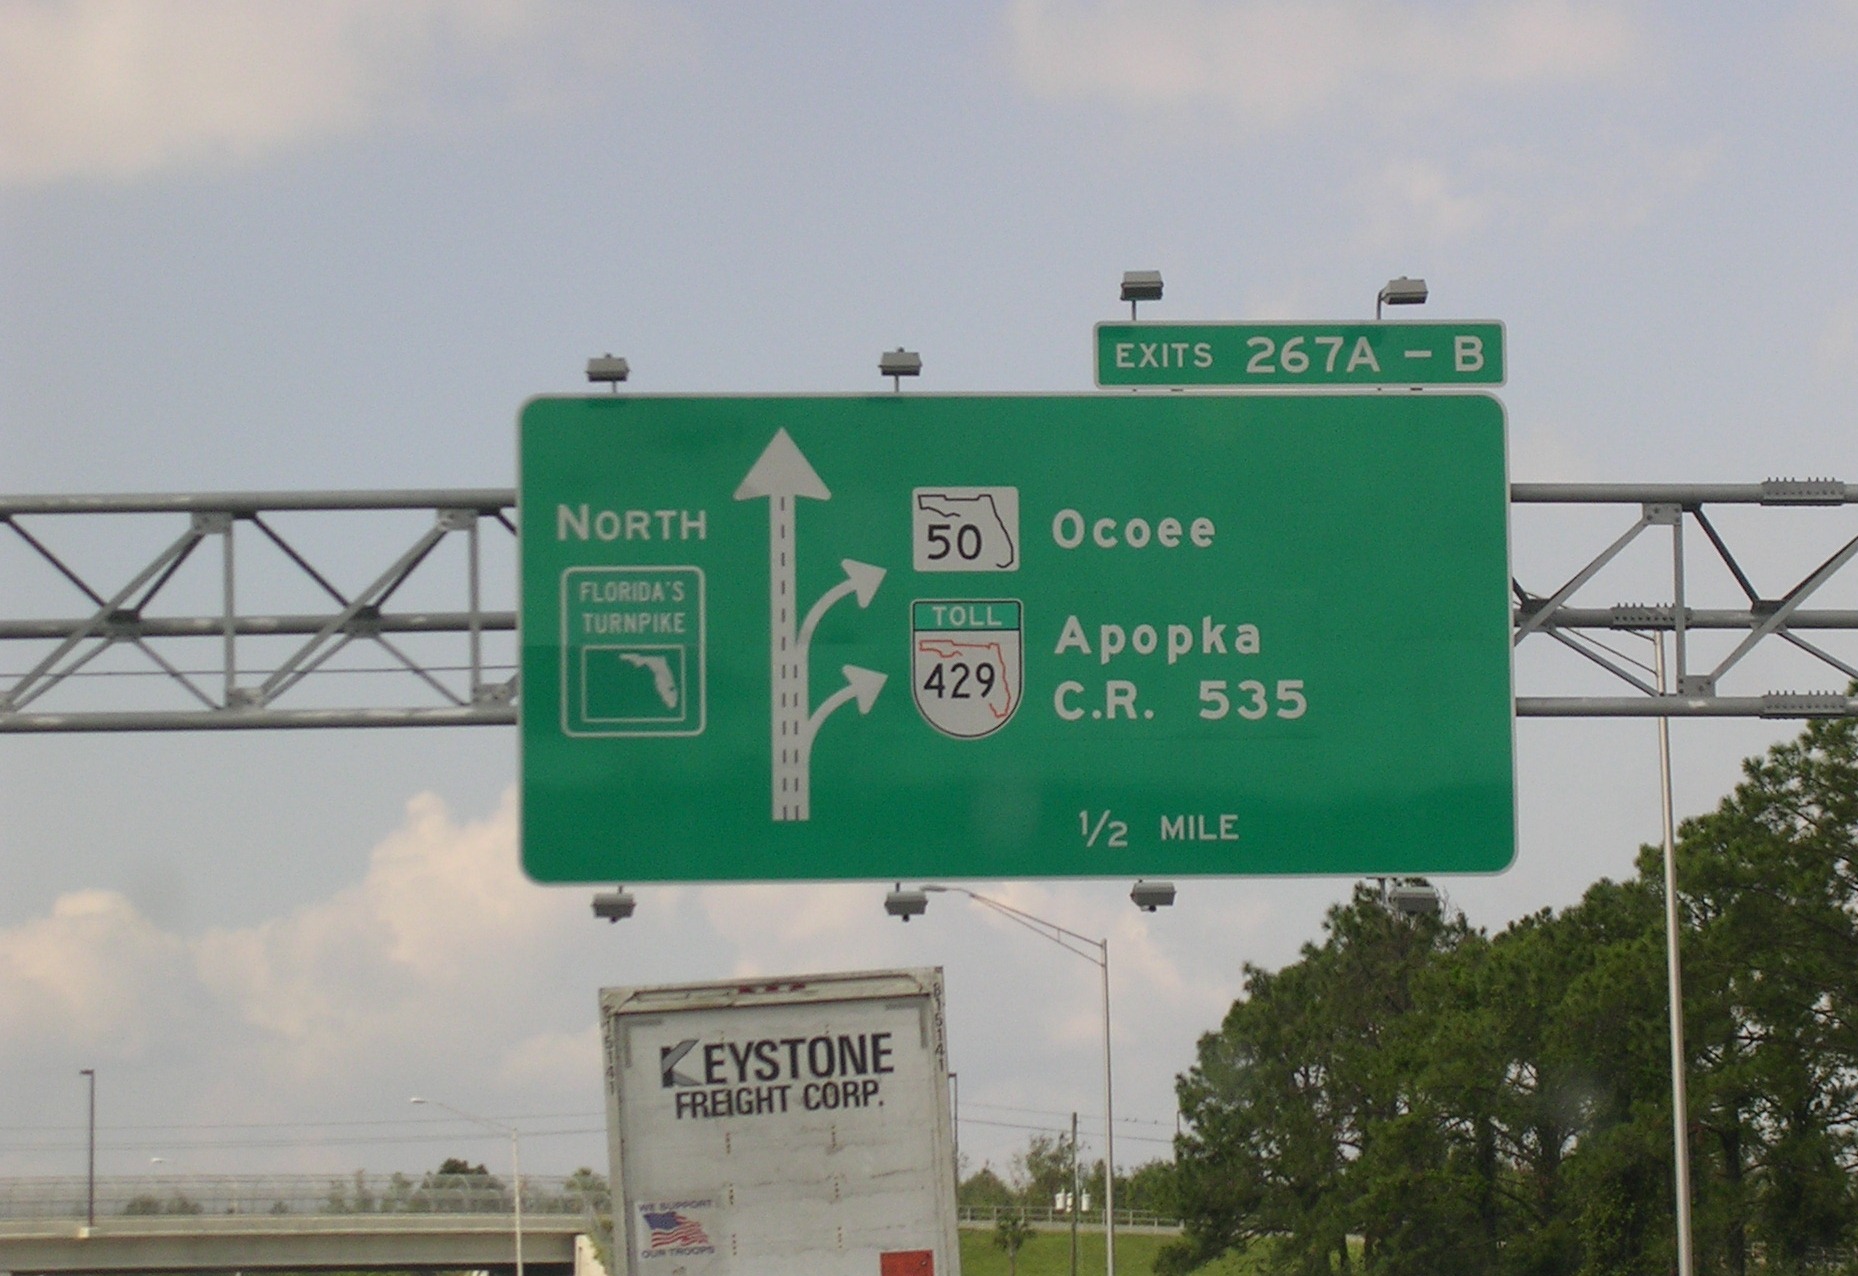 EXITS 267A - B
NORTH
FLORIDA'S
TURNPIKE
50 Ocoee
TOLL
429
Apopka
C.R. 535
1/2 MILE
KEYSTONE
FREIGHT CORP.
WE SUPPORT
OUR TROOPS